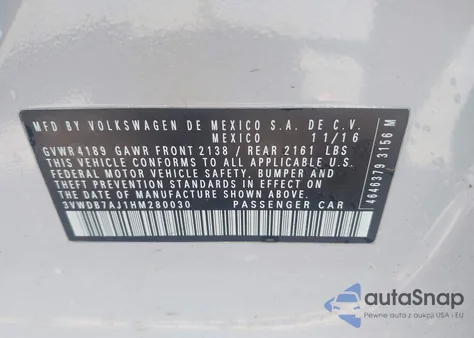 MFD BY VOLKSWAGEN DE MEXICO S.A. DE C.V.
MEXICO 11/16
GVWR 4189 GAWR FRONT 2138 / REAR 2161 LBS
THIS VEHICLE CONFORMS TO ALL APPLICABLE U.S.
FEDERAL MOTOR VEHICLE SAFETY, BUMPER AND
THEFT PREVENTION STANDARDS IN EFFECT ON
THE DATE OF MANUFACTURE SHOWN ABOVE
3VWDB7AJ1HM280030 PASSENGER CAR
4646379 3156 M
autoSnap
Pewne auta z aukcji USA i EU